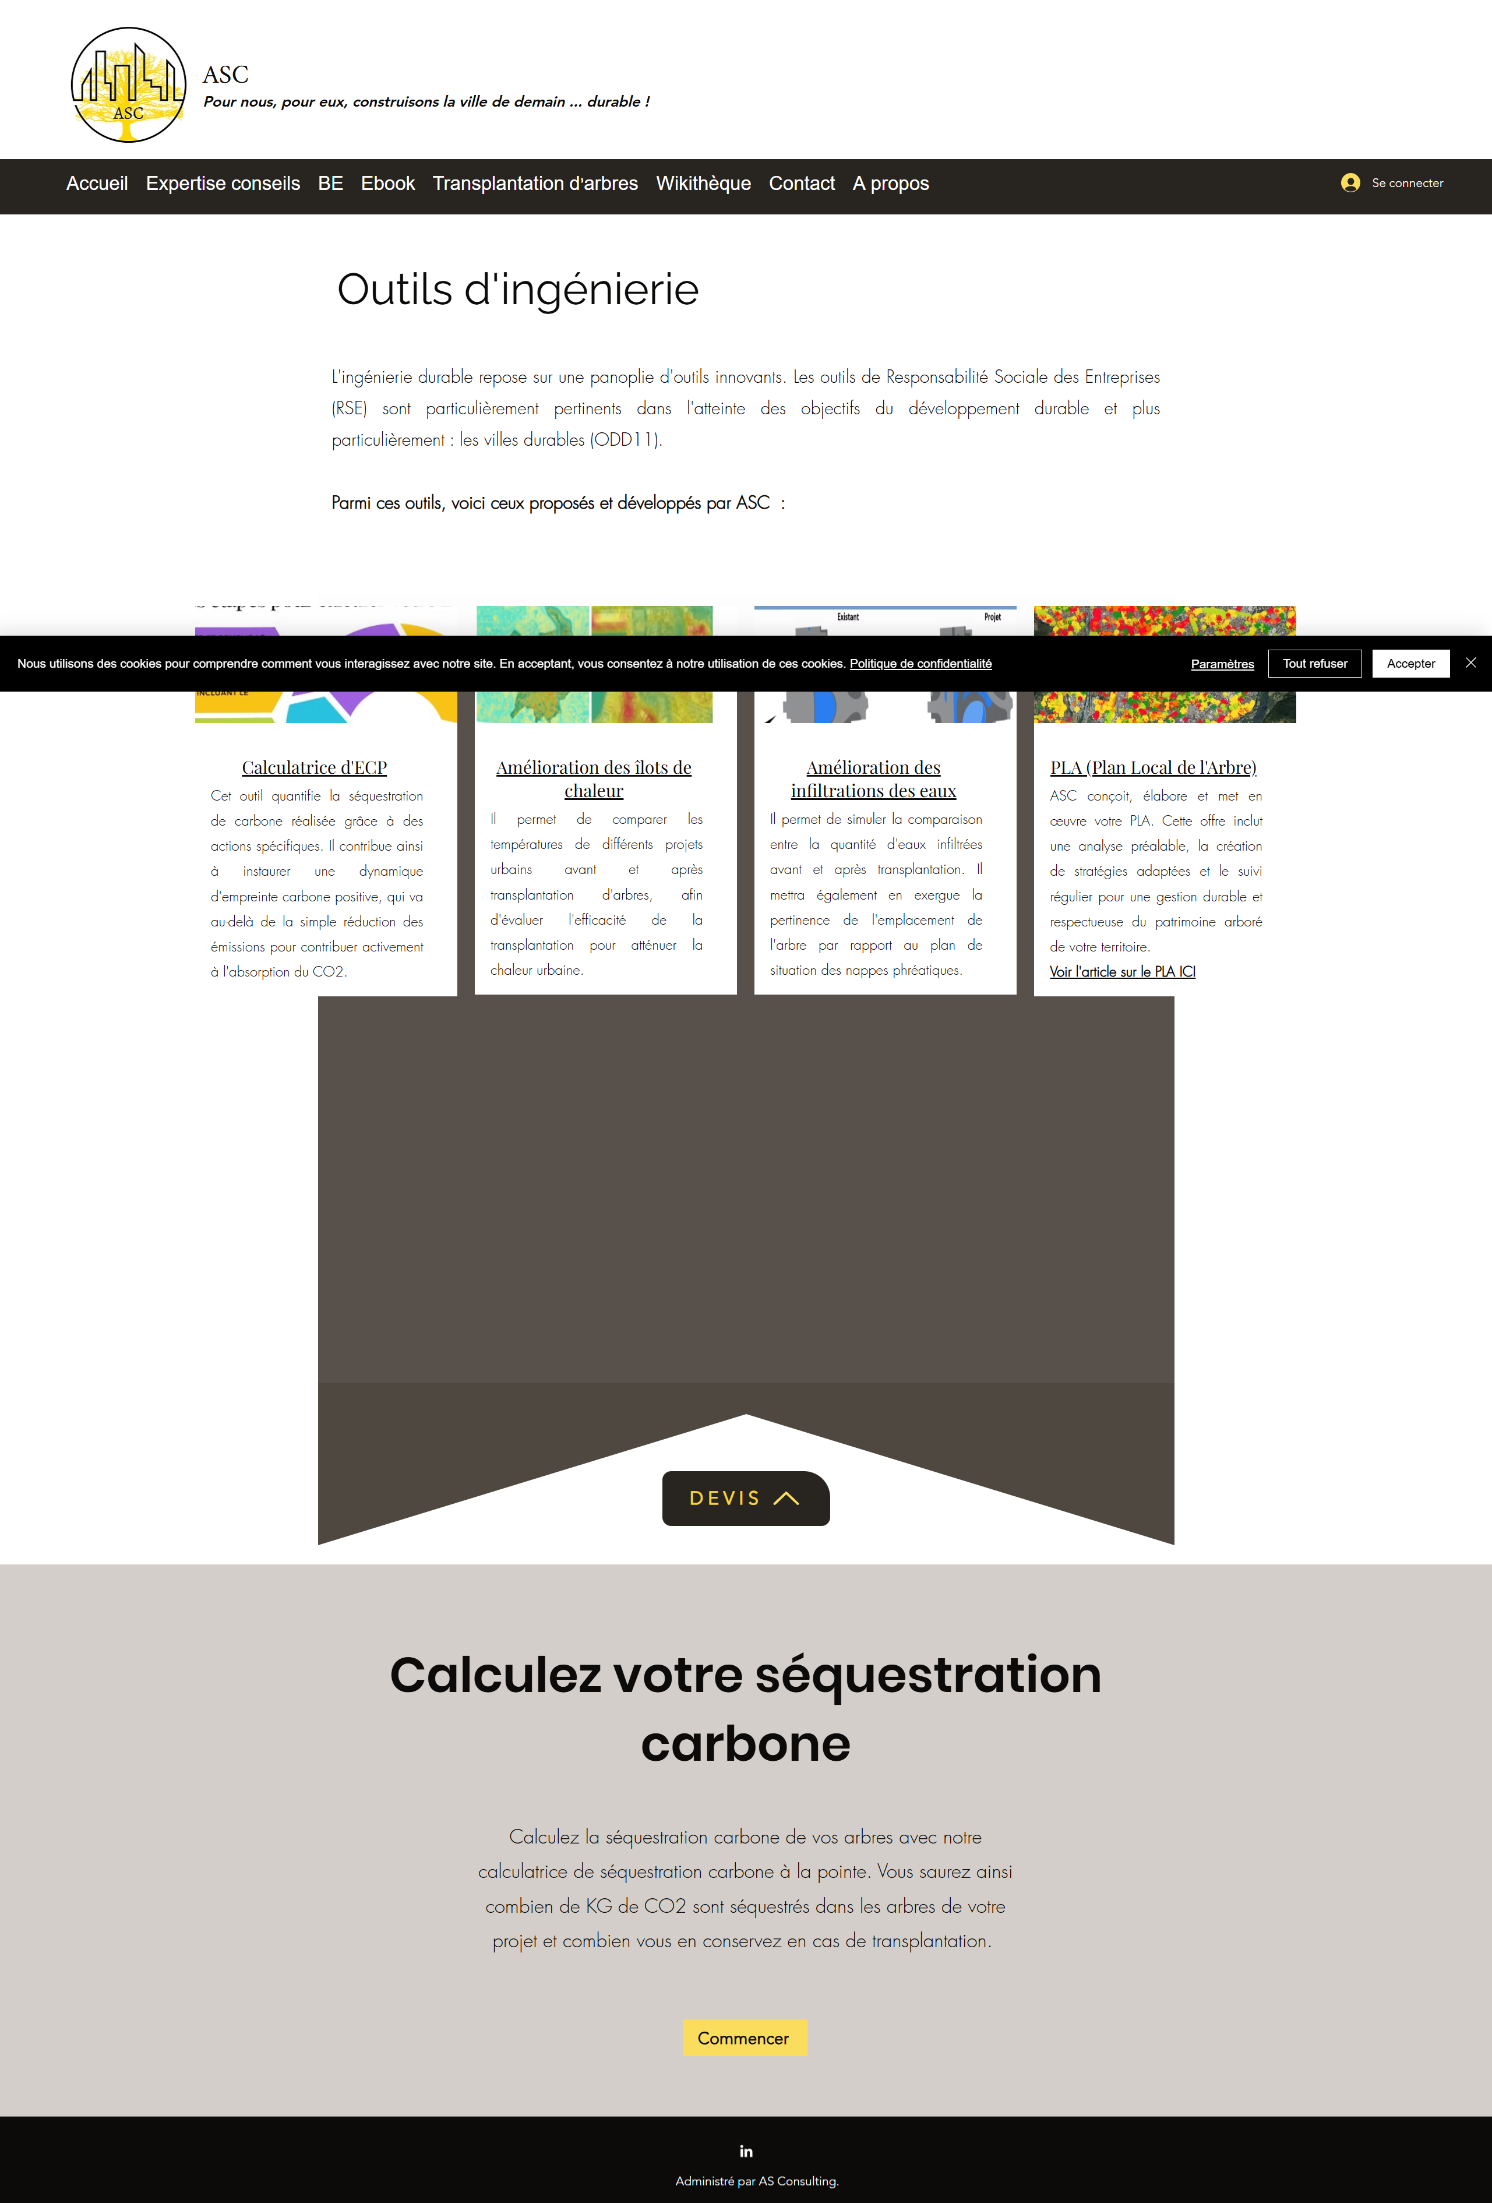 ASC
ASC
Pour nous, pour eux, construisons la ville de demain ... durable !
Accueil Expertise conseils BE Ebook Transplantation d'arbres Wikithèque Contact A propos
Se connecter
Outils d'ingénierie
L'ingénierie durable repose sur une panoplie d'outils innovants. Les outils de Responsabilité Sociale des Entreprises
(RSE) sont particulièrement pertinents dans l'atteinte des objectifs du développement durable et plus
particulièrement : les villes durables (ODD11).
Parmi ces outils, voici ceux proposés et développés par ASC :
Existant Projet
Nous utilisons des cookies pour comprendre comment vous interagissez avec notre site. En acceptant, vous consentez à notre utilisation de ces cookies. Politique de confidentialité
Paramètres
Tout refuser
Accepter
INCLUANT LE
Calculatrice d'ECP
Cet outil quantifie la séquestration
de carbone réalisée grâce à des
actions spécifiques. Il contribue ainsi
à instaurer une dynamique
d'empreinte carbone positive, qui va
au-delà de la simple réduction des
émissions pour contribuer activement
à l'absorption du CO2.
Amélioration des îlots de
chaleur
Il permet de comparer les
températures de différents projets
urbains avant et après
transplantation d'arbres, afin
d'évaluer l'efficacité de la
transplantation pour atténuer la
chaleur urbaine.
Amélioration des
infiltrations des eaux
Il permet de simuler la comparaison
entre la quantité d'eaux infiltrées
avant et après transplantation. Il
mettra également en exergue la
pertinence de l'emplacement de
l'arbre par rapport au plan de
situation des nappes phréatiques.
PLA (Plan Local de l'Arbre)
ASC conçoit, élabore et met en
œuvre votre PLA. Cette offre inclut
une analyse préalable, la création
de stratégies adaptées et le suivi
régulier pour une gestion durable et
respectueuse du patrimoine arboré
de votre territoire.
Voir l'article sur le PLA ICI
DEVIS
Calculez votre séquestration
carbone
Calculez la séquestration carbone de vos arbres avec notre
calculatrice de séquestration carbone à la pointe. Vous saurez ainsi
combien de KG de CO2 sont séquestrés dans les arbres de votre
projet et combien vous en conservez en cas de transplantation.
Commencer
in
Administré par AS Consulting.